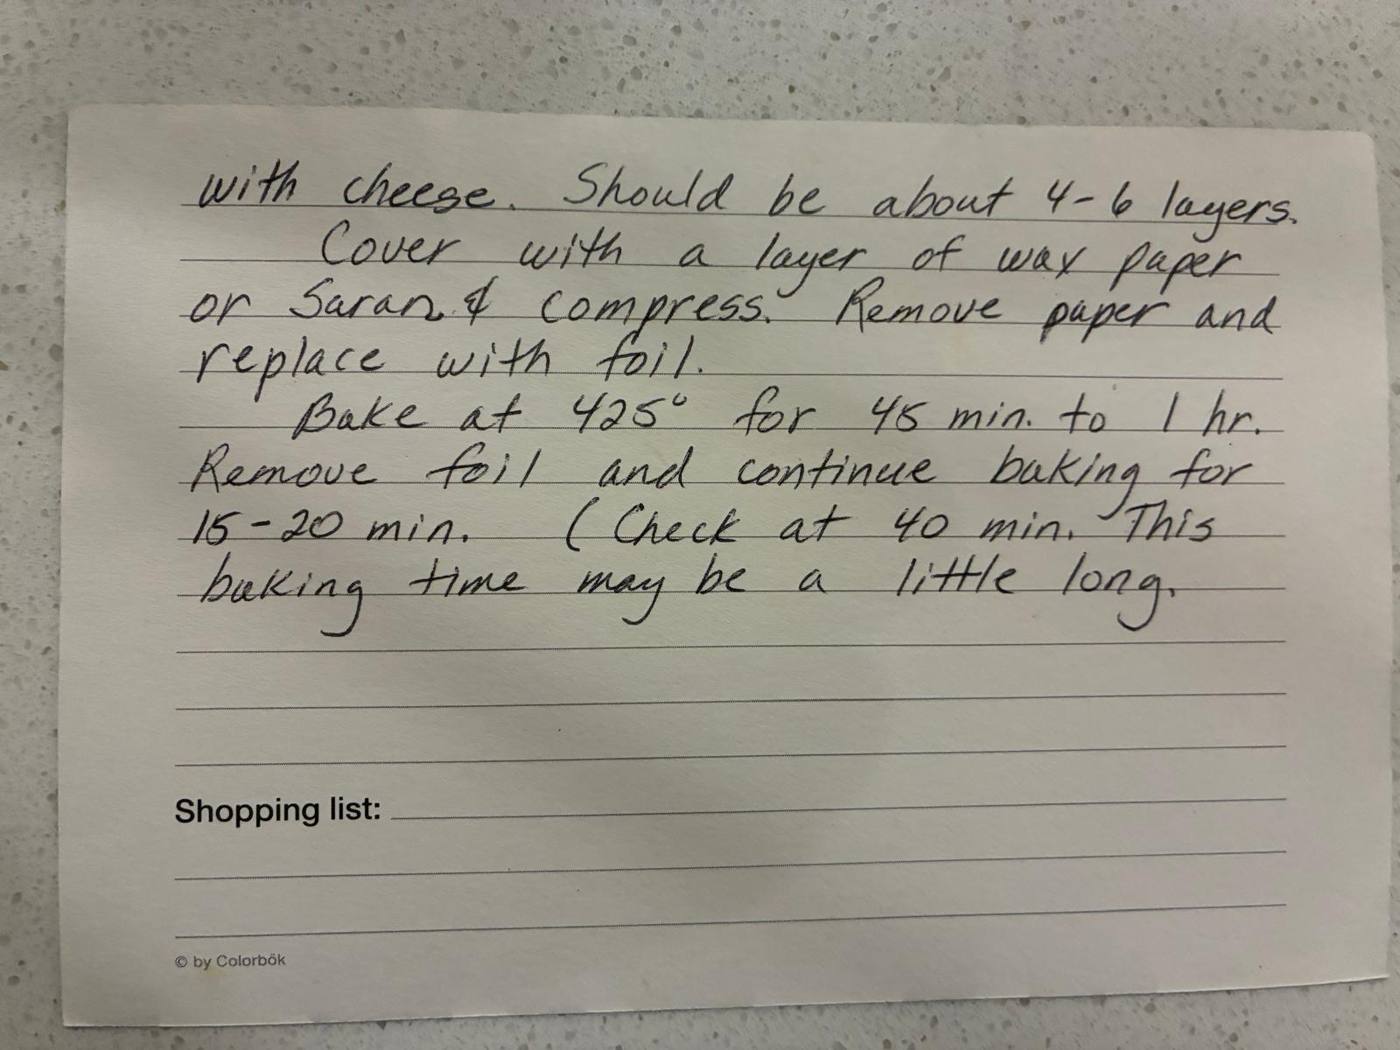 with cheese. Should be about 4-6 layers.
Cover with a layer of wax paper
or Saran & compress. Remove paper and
replace with foil.
Bake at 425° for 45 min. to 1 hr.
Remove foil and continue baking for
15-20 min. (Check at 40 min. This
baking time may be a little long.
Shopping list:
© by Colorbök